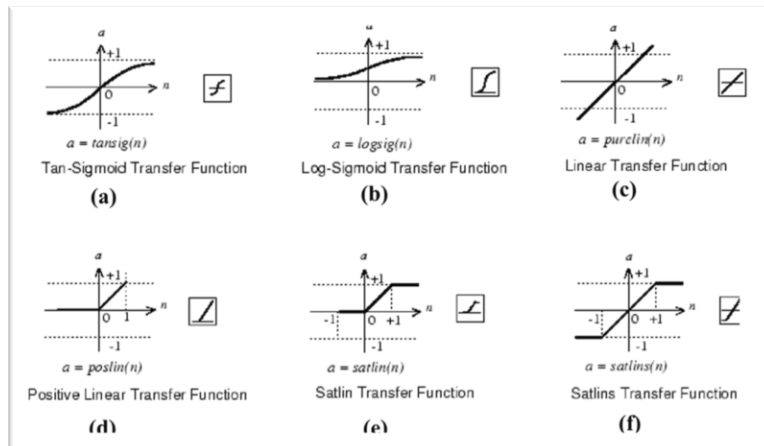 a
+1
n
0
-1
a = tansig(n)
Tan-Sigmoid Transfer Function
(a)
+1
n
0
-1
a = logsig(n)
Log-Sigmoid Transfer Function
(b)
a
+1
n
0
-1
a = purelin(n)
Linear Transfer Function
(c)
a
+1
n
0 1
-1
a = poslin(n)
Positive Linear Transfer Function
(d)
a
+1
n
-1 0 +1
-1
a = satlin(n)
Satlin Transfer Function
(e)
a
+1
n
-1 0 +1
-1
a = satlins(n)
Satlins Transfer Function
(f)